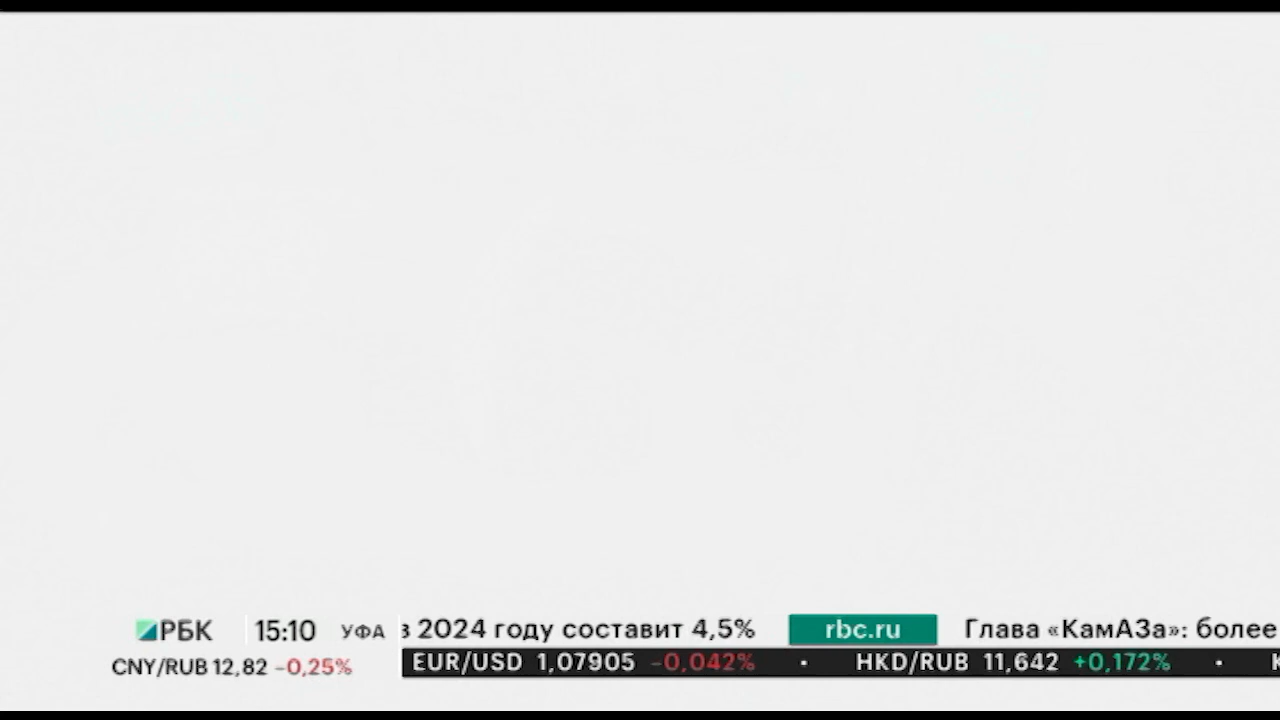 РБК 15:10 УФА в 2024 году составит 4,5% rbc.ru Глава «КамАЗа»: более
CNY/RUB 12,82 -0,25% EUR/USD 1,07905 -0,042% · HKD/RUB 11,642 +0,172% ·